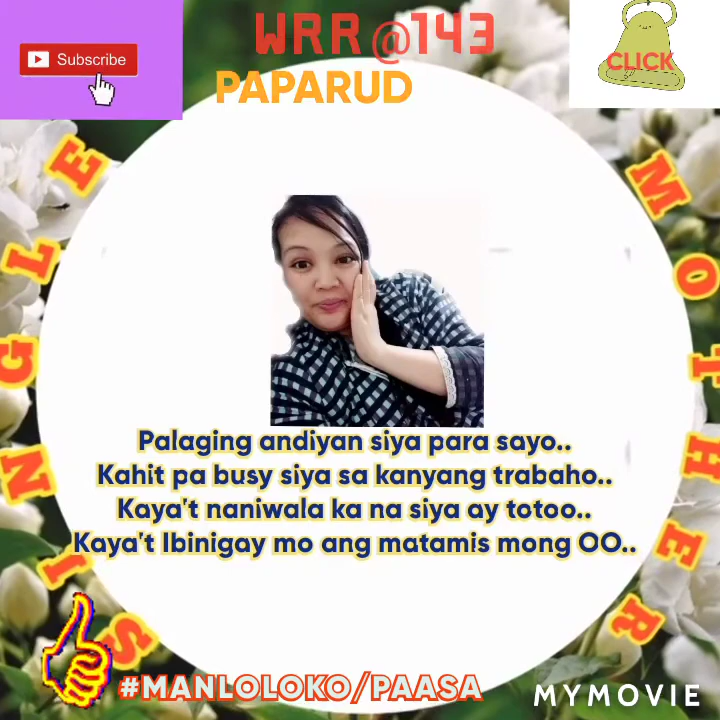 WRR@143
Subscribe
PAPARUD
CLICK
SINGLE
MOTHER
Palaging andiyan siya para sayo..
Kahit pa busy siya sa kanyang trabaho..
Kaya't naniwala ka na siya ay totoo..
Kaya't Ibinigay mo ang matamis mong OO..
#MANLOLOKO/PAASA
MYMOVIE